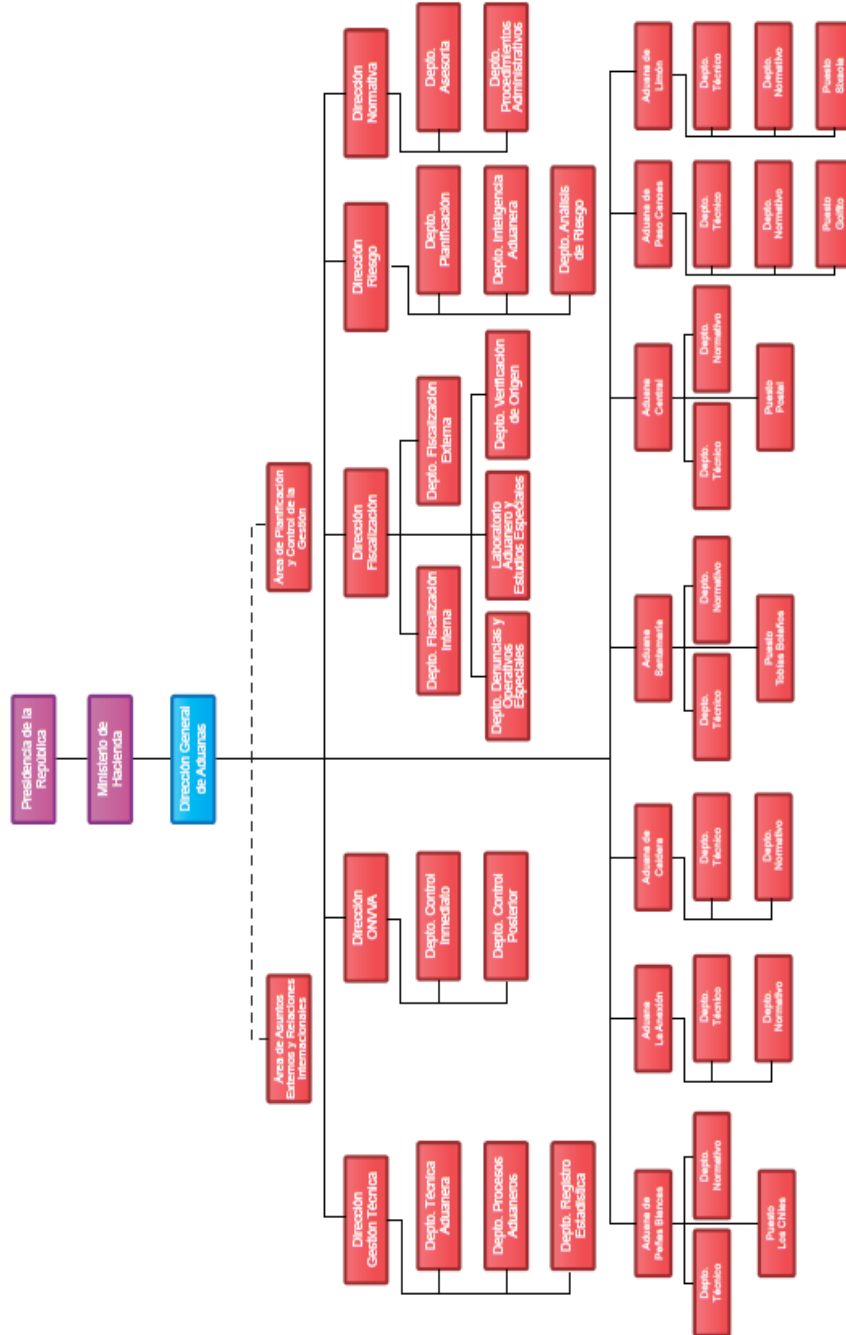 Presidencia de la
República
Ministerio de
Hacienda
Dirección General
de Aduanas
Área de Asuntos
Externos y Relaciones
Internacionales
Área de Planificación
y Control de la
Gestión
Dirección
Gestión Técnica
Depto. Técnica
Aduanera
Depto. Procesos
Aduaneros
Depto. Registro
Estadística
Dirección
ONVVA
Depto. Control
Inmediato
Depto. Control
Posterior
Dirección
Fiscalización
Depto. Fiscalización
Interna
Depto. Fiscalización
Externa
Depto. Denuncias y
Operativos
Especiales
Laboratorio
Aduanero y
Estudios Especiales
Depto. Verificación
de Origen
Dirección
Riesgo
Depto.
Planificación
Depto. Inteligencia
Aduanera
Depto. Análisis
de Riesgo
Dirección
Normativa
Depto.
Asesoría
Depto.
Procedimientos
Administrativos
Aduana de
Peñas Blancas
Depto.
Técnico
Depto.
Normativo
Puesto
Los Chiles
Aduana
La Anexión
Depto.
Técnico
Depto.
Normativo
Aduana de
Caldera
Depto.
Técnico
Depto.
Normativo
Aduana
Santamaría
Depto.
Técnico
Depto.
Normativo
Puesto
Tobías Bolaños
Aduana
Central
Depto.
Técnico
Depto.
Normativo
Puesto
Postal
Aduana de
Paso Canoas
Depto.
Técnico
Depto.
Normativo
Puesto
Golfito
Aduana de
Limón
Depto.
Técnico
Depto.
Normativo
Puesto
Sixaola